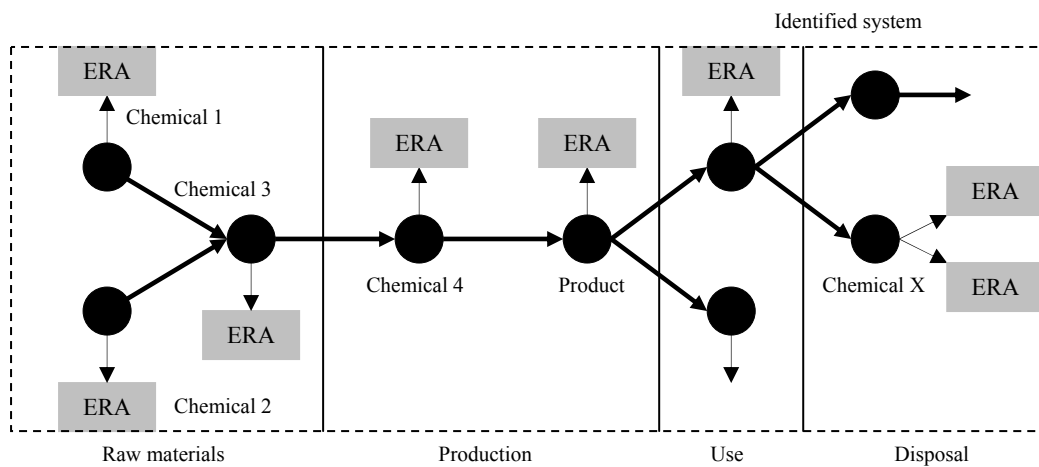 Identified system
ERA
ERA
Chemical 1
ERA
ERA
Chemical 3
ERA
Chemical 4
Product
Chemical X
ERA
ERA
ERA
Chemical 2
Raw materials
Production
Use
Disposal